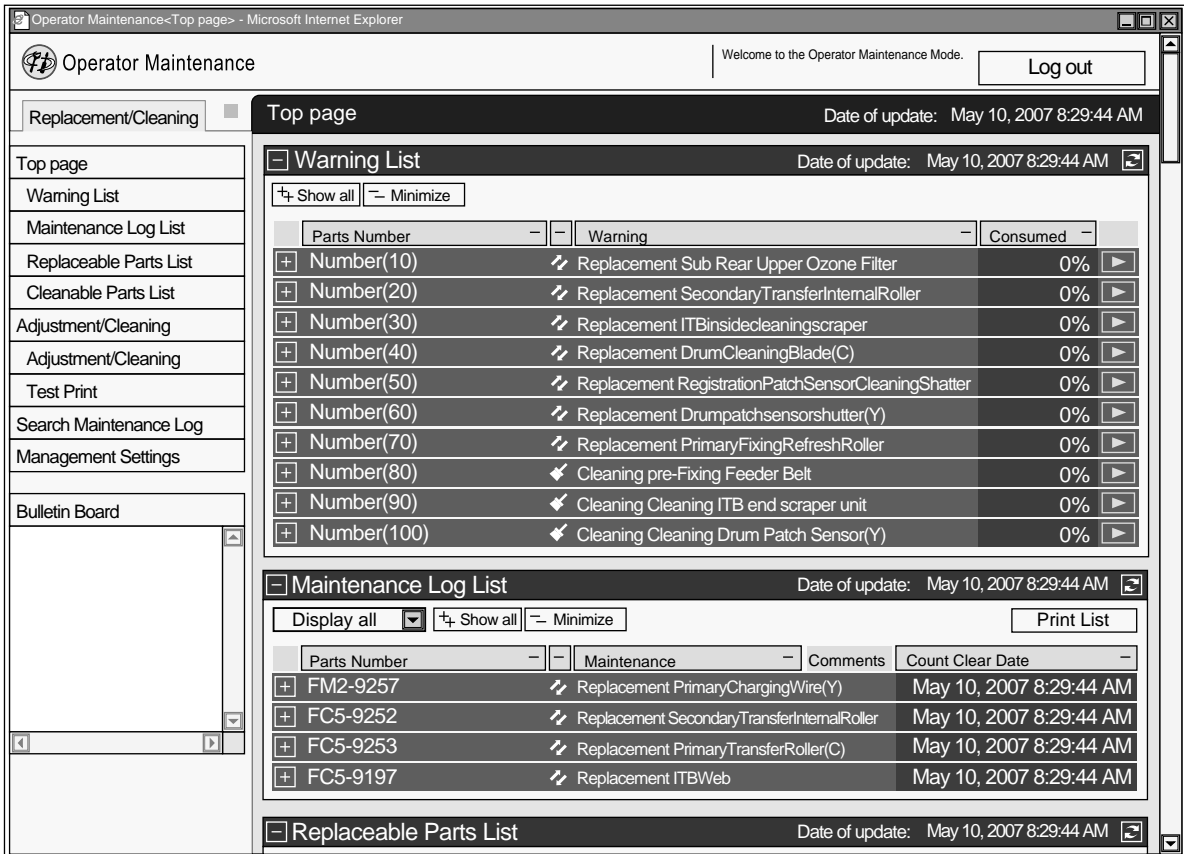 Operator Maintenance<Top page> - Microsoft Internet Explorer
Operator Maintenance
Welcome to the Operator Maintenance Mode.
Log out
Replacement/Cleaning
Top page
Warning List
Maintenance Log List
Replaceable Parts List
Cleanable Parts List
Adjustment/Cleaning
Adjustment/Cleaning
Test Print
Search Maintenance Log
Management Settings
Bulletin Board
Top page Date of update: May 10, 2007 8:29:44 AM
Warning List Date of update: May 10, 2007 8:29:44 AM
Show all Minimize
Parts Number Warning Consumed
Number(10) Replacement Sub Rear Upper Ozone Filter 0%
Number(20) Replacement SecondaryTransferInternalRoller 0%
Number(30) Replacement ITBinsidecleaningscraper 0%
Number(40) Replacement DrumCleaningBlade(C) 0%
Number(50) Replacement RegistrationPatchSensorCleaningShatter 0%
Number(60) Replacement Drumpatchsensorshutter(Y) 0%
Number(70) Replacement PrimaryFixingRefreshRoller 0%
Number(80) Cleaning pre-Fixing Feeder Belt 0%
Number(90) Cleaning Cleaning ITB end scraper unit 0%
Number(100) Cleaning Cleaning Drum Patch Sensor(Y) 0%
Maintenance Log List Date of update: May 10, 2007 8:29:44 AM
Display all Show all Minimize Print List
Parts Number Maintenance Comments Count Clear Date
FM2-9257 Replacement PrimaryChargingWire(Y) May 10, 2007 8:29:44 AM
FC5-9252 Replacement SecondaryTransferInternalRoller May 10, 2007 8:29:44 AM
FC5-9253 Replacement PrimaryTransferRoller(C) May 10, 2007 8:29:44 AM
FC5-9197 Replacement ITBWeb May 10, 2007 8:29:44 AM
Replaceable Parts List Date of update: May 10, 2007 8:29:44 AM